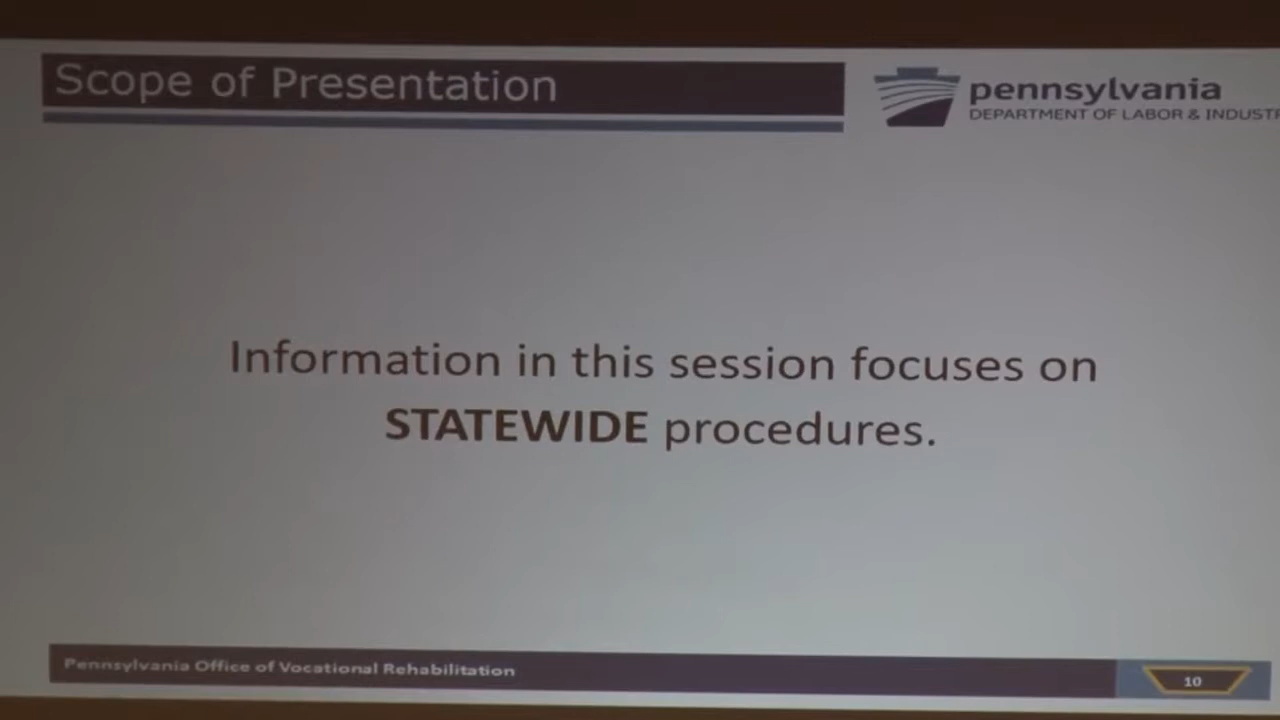 Scope of Presentation
pennsylvania
DEPARTMENT OF LABOR & INDUSTR
Information in this session focuses on
STATEWIDE procedures.
Pennsylvania Office of Vocational Rehabilitation
10